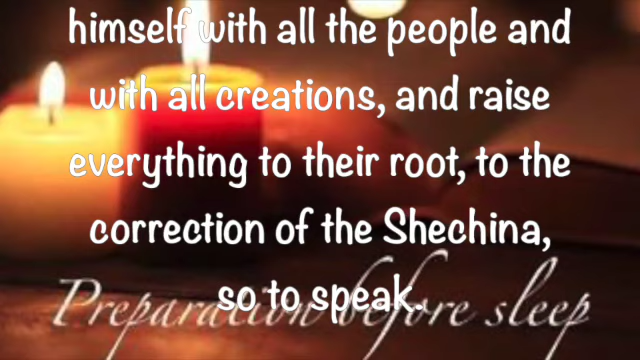 himself with all the people and
with all creations, and raise
everything to their root, to the
correction of the Shechina,
so to speak.
Preparation before sleep